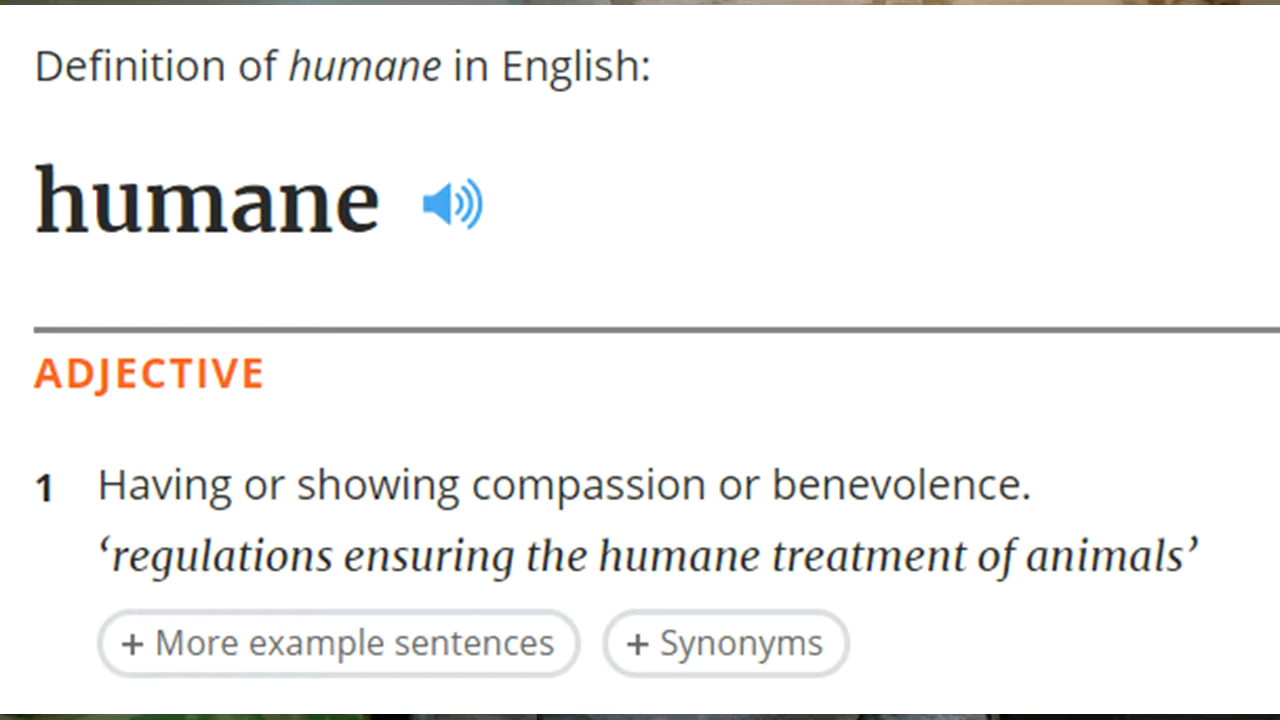 Definition of humane in English:
humane
ADJECTIVE
1 Having or showing compassion or benevolence.
‘regulations ensuring the humane treatment of animals’
+ More example sentences + Synonyms